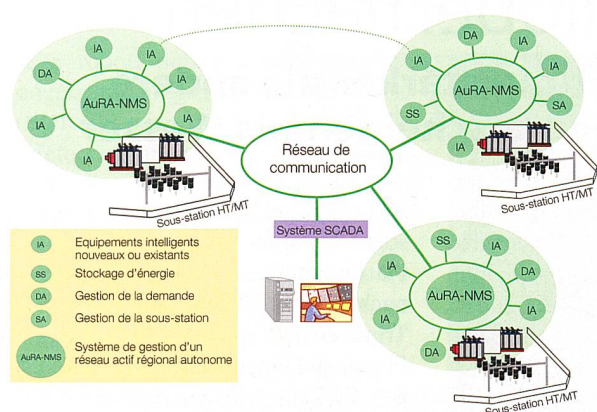 IA
IA
IA
DA
IA
AuRA-NMS
IA
IA
IA
Sous-station HT/MT
IA
DA
IA
IA
IA
AuRA-NMS
SS
SA
IA
Sous-station HT/MT
Réseau de
communication
Système SCADA
SS
IA
IA
DA
AuRA-NMS
IA
IA
DA
Sous-station HT/MT
IA
Equipements intelligents
nouveaux ou existants
SS
Stockage d'énergie
DA
Gestion de la demande
SA
Gestion de la sous-station
AuRA-NMS
Système de gestion d'un
réseau actif régional autonome